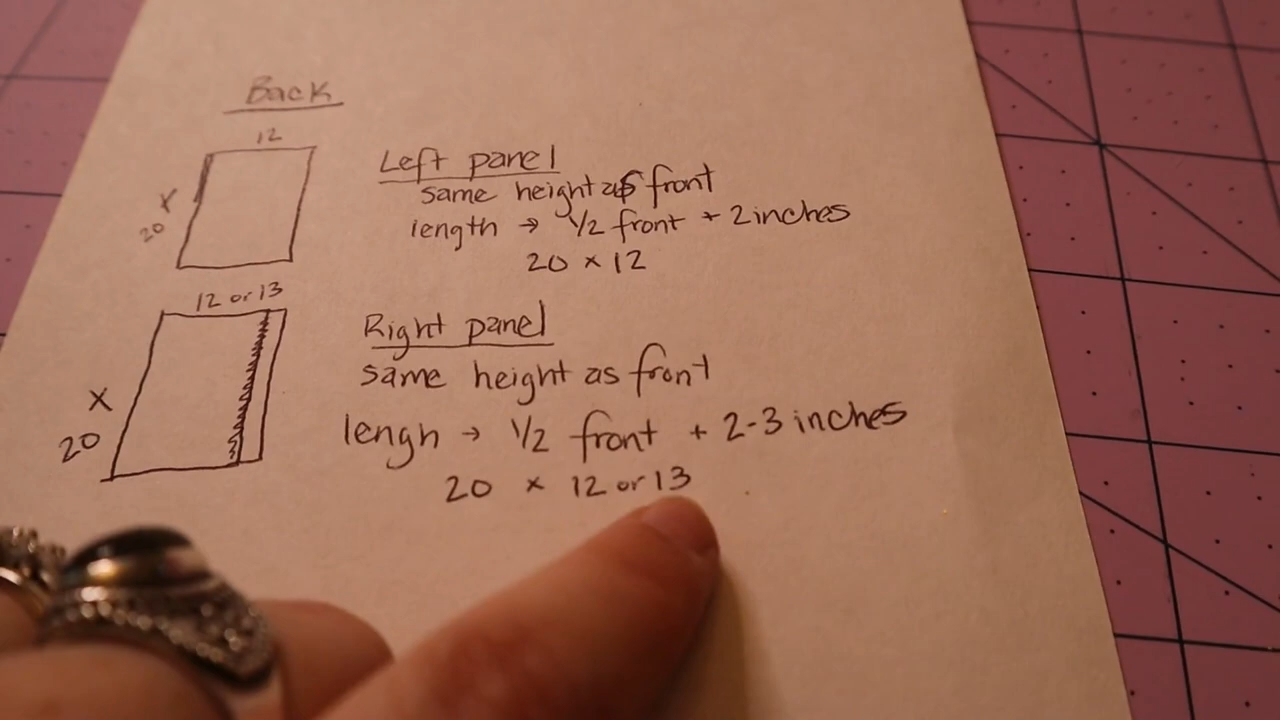 Back
12
x
20
Left panel
same height as front
length → 1/2 front + 2 inches
20 x 12
12 or 13
x
20
Right panel
same height as front
lengh → 1/2 front + 2-3 inches
20 x 12 or 13